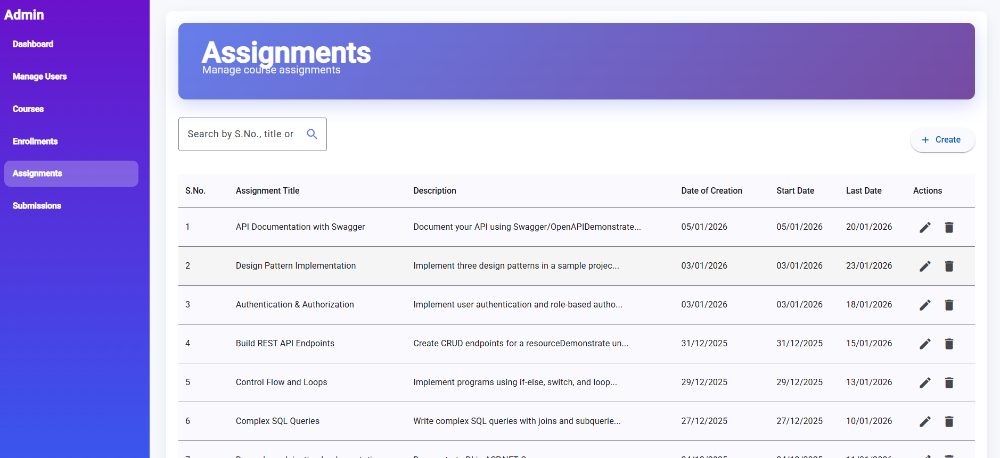 Admin
Dashboard
Manage Users
Courses
Enrollments
Assignments
Submissions
Assignments
Manage course assignments
Search by S.No., title or
+ Create
S.No. Assignment Title Description Date of Creation Start Date Last Date Actions
1 API Documentation with Swagger Document your API using Swagger/OpenAPIDemonstrate... 05/01/2026 05/01/2026 20/01/2026
2 Design Pattern Implementation Implement three design patterns in a sample projec... 03/01/2026 03/01/2026 23/01/2026
3 Authentication & Authorization Implement user authentication and role-based autho... 03/01/2026 03/01/2026 18/01/2026
4 Build REST API Endpoints Create CRUD endpoints for a resourceDemonstrate un... 31/12/2025 31/12/2025 15/01/2026
5 Control Flow and Loops Implement programs using if-else, switch, and loop... 29/12/2025 29/12/2025 13/01/2026
6 Complex SQL Queries Write complex SQL queries with joins and subquerie... 27/12/2025 27/12/2025 10/01/2026